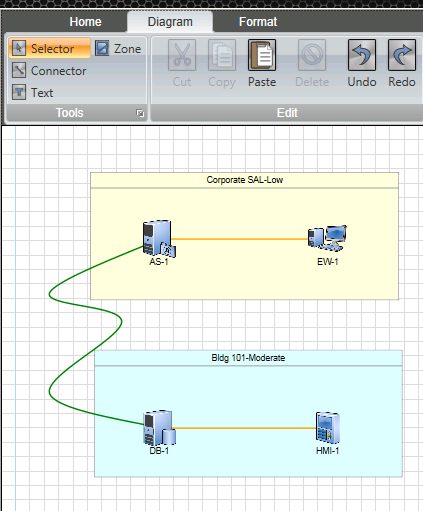 Home Diagram Format
Selector Zone
Connector
Text
Cut Copy Paste Delete Undo Redo
Tools Edit
Corporate SAL-Low
AS-1 EW-1
Bldg 101-Moderate
DB-1 HMI-1